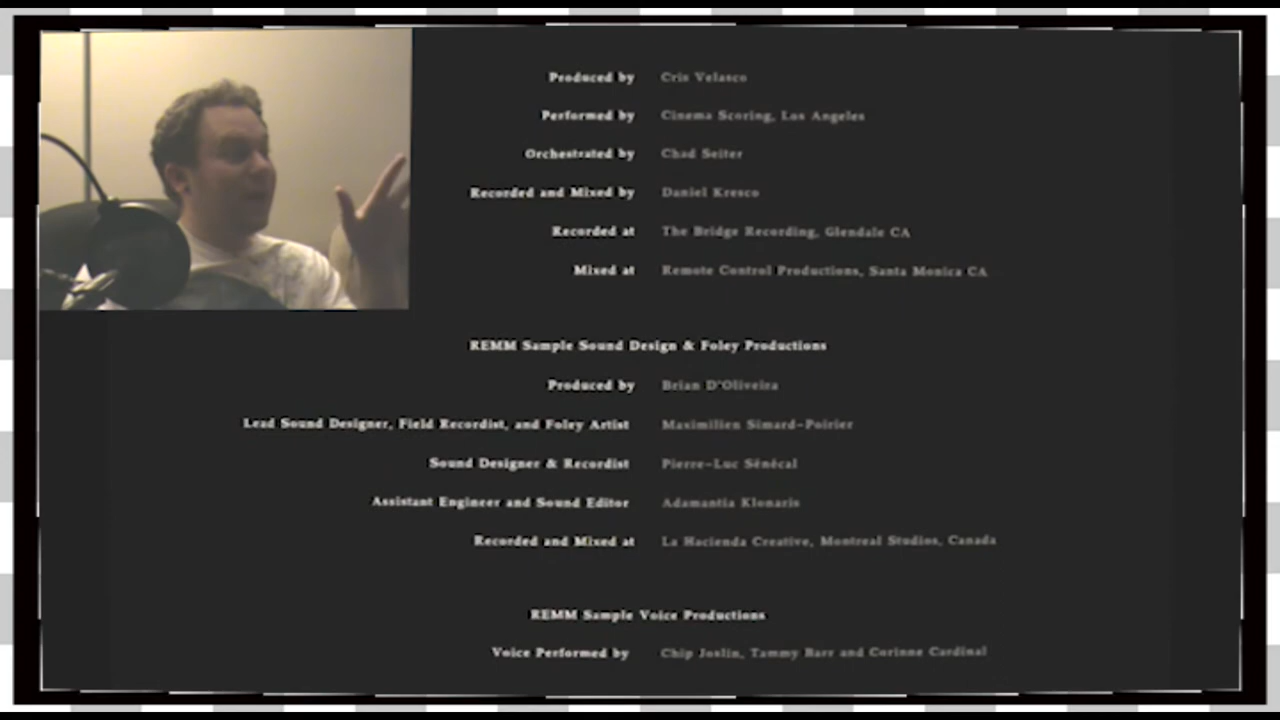 Produced by Cris Velasco
Performed by Cinema Scoring, Los Angeles
Orchestrated by Chad Seiter
Recorded and Mixed by Daniel Kresco
Recorded at The Bridge Recording, Glendale CA
Mixed at Remote Control Productions, Santa Monica CA
REMM Sample Sound Design & Foley Productions
Produced by Brian D'Oliveira
Lead Sound Designer, Field Recordist, and Foley Artist Maximilien Simard-Poirier
Sound Designer & Recordist Pierre-Luc Sénécal
Assistant Engineer and Sound Editor Adamantia Klonaris
Recorded and Mixed at La Hacienda Creative, Montreal Studios, Canada
REMM Sample Voice Productions
Voice Performed by Chip Joslin, Tammy Barr and Corinne Cardinal